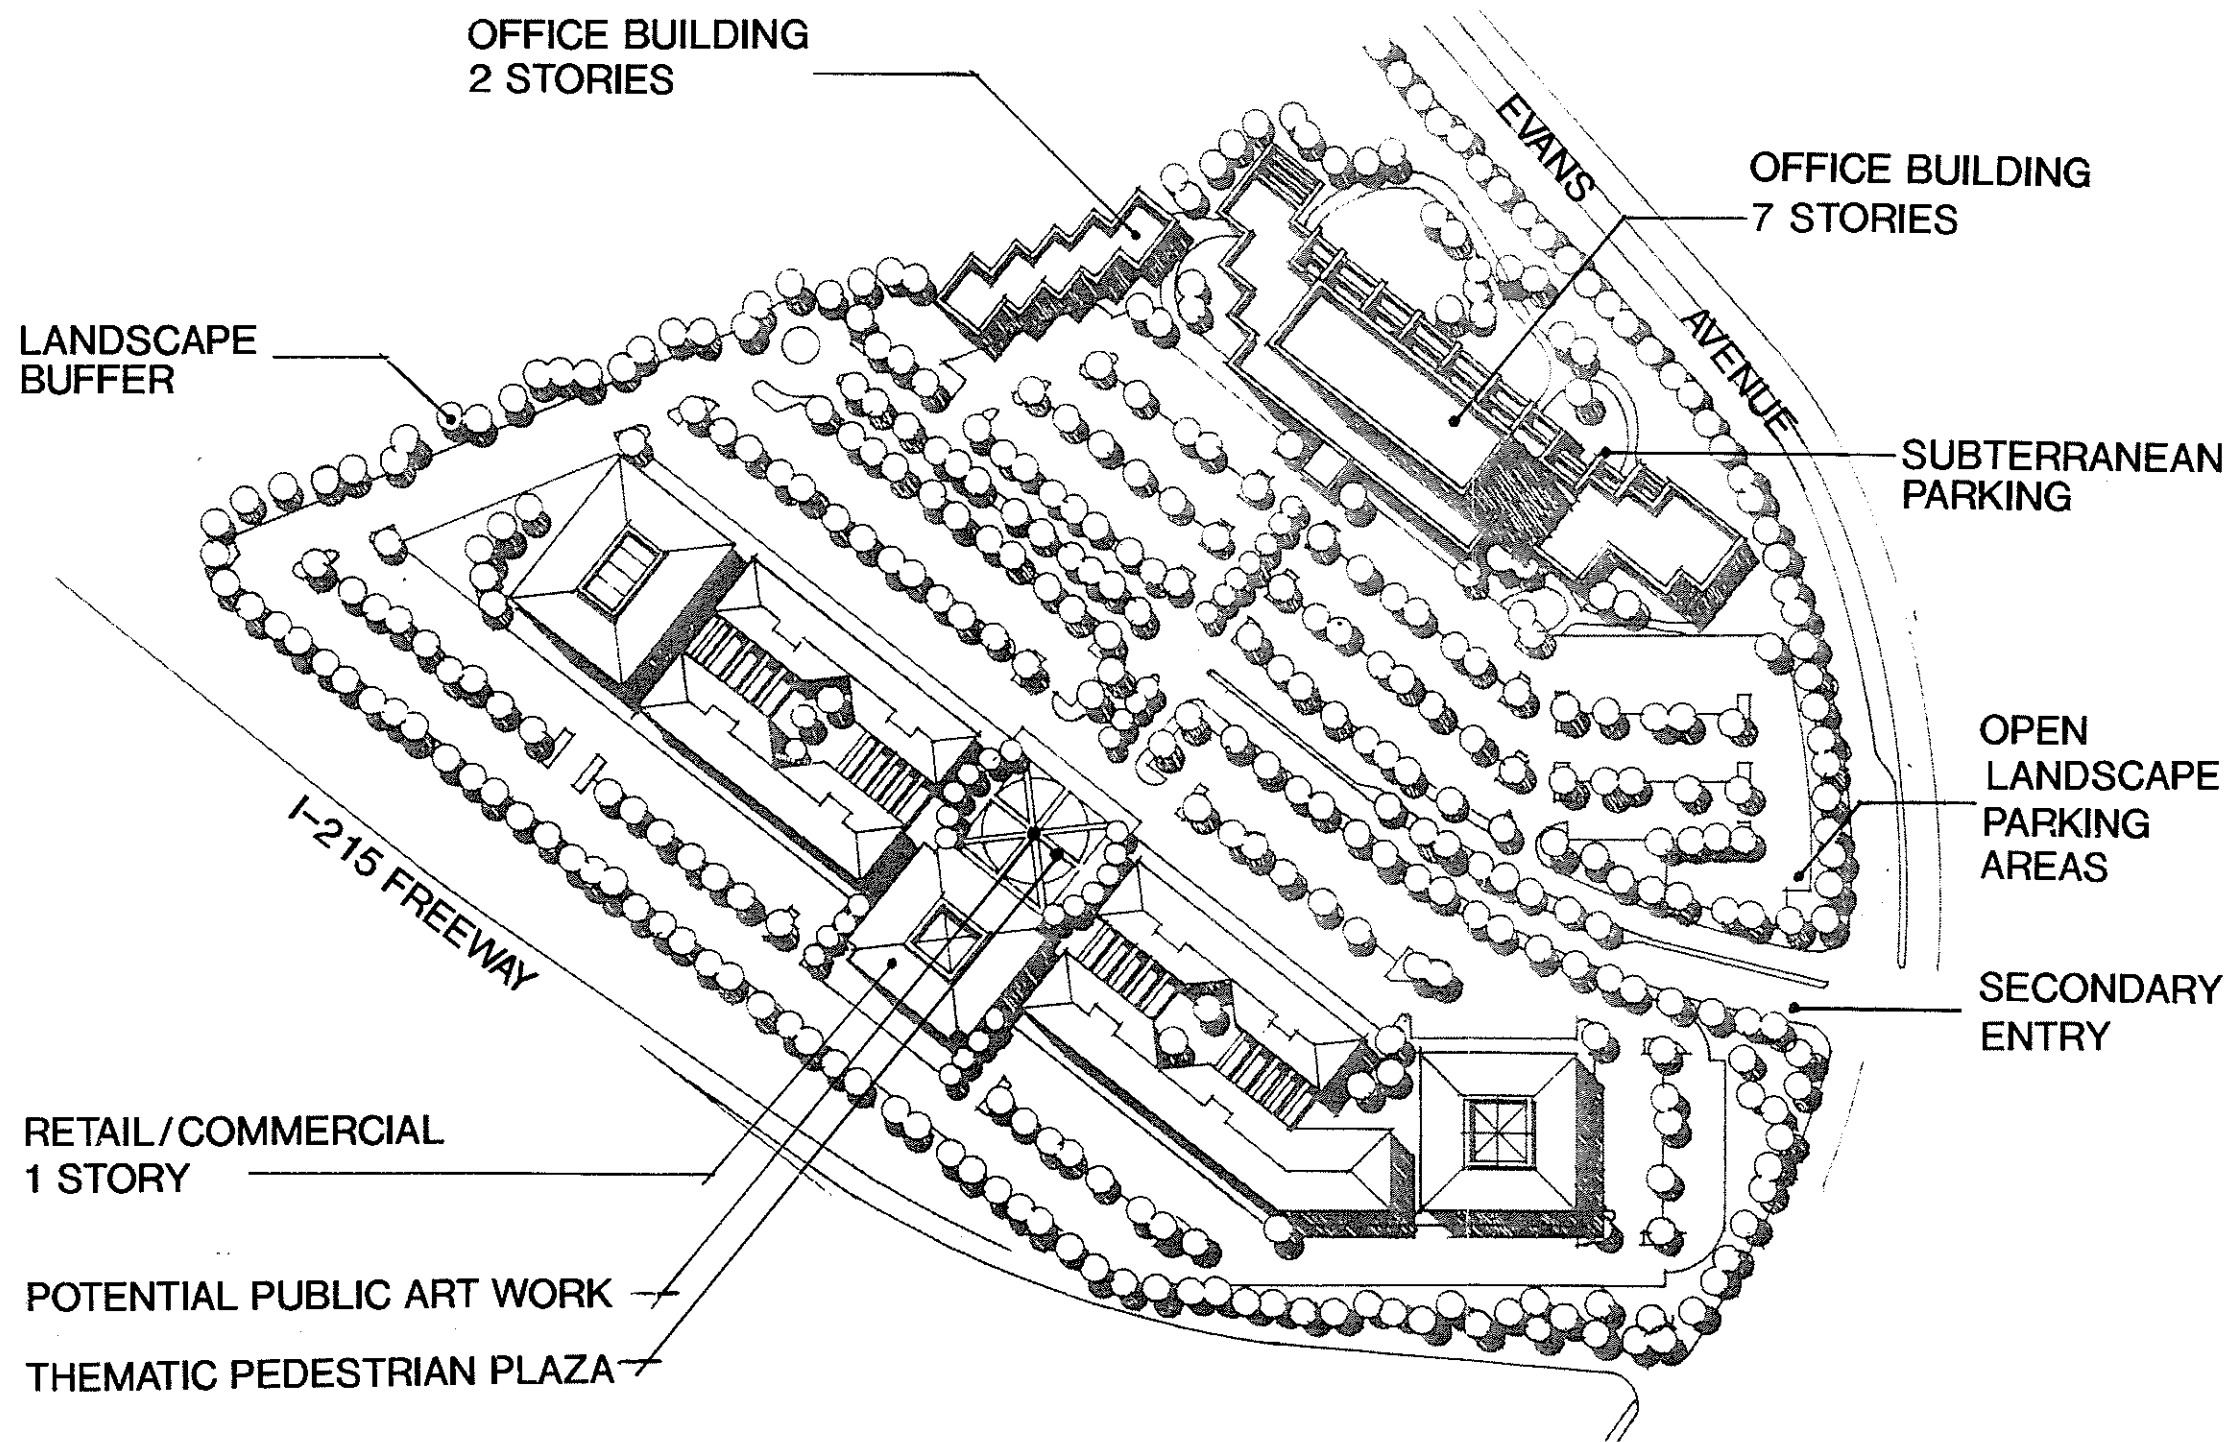 OFFICE BUILDING
2 STORIES
EVANS
AVENUE
OFFICE BUILDING
7 STORIES
LANDSCAPE
BUFFER
SUBTERRANEAN
PARKING
OPEN
LANDSCAPE
PARKING
AREAS
I-215 FREEWAY
SECONDARY
ENTRY
RETAIL/COMMERCIAL
1 STORY
POTENTIAL PUBLIC ART WORK
THEMATIC PEDESTRIAN PLAZA